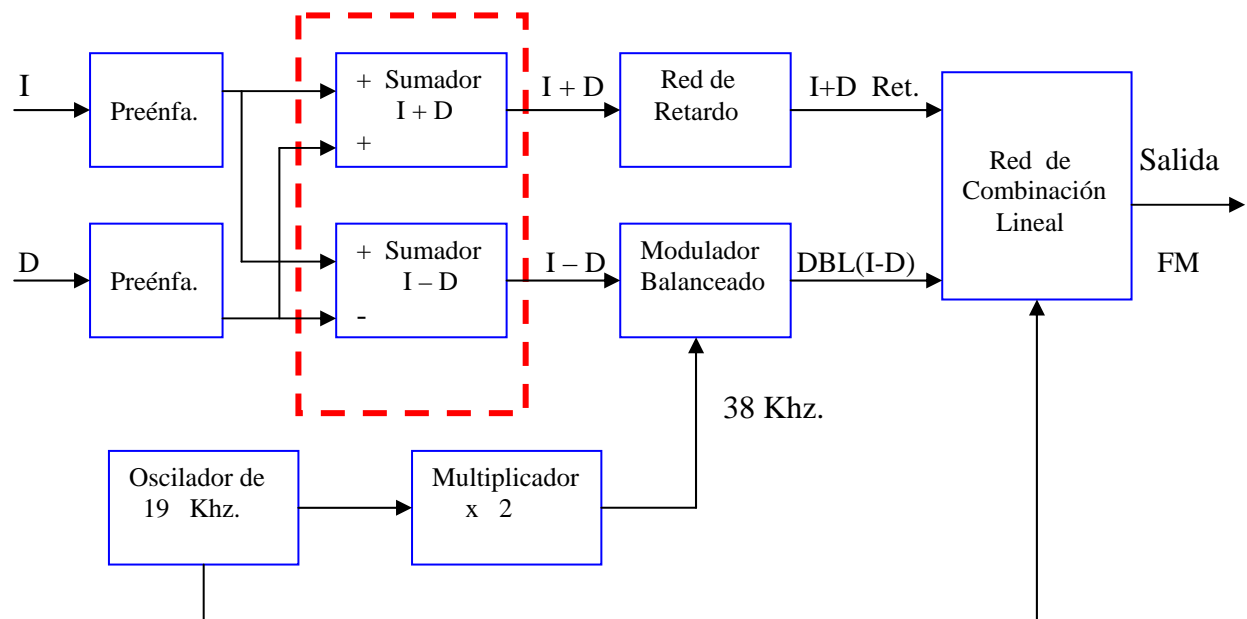 I
Preénfa.
+ Sumador
I + D
+
I + D
Red de
Retardo
I+D Ret.
Red de
Combinación
Lineal
Salida
FM
D
Preénfa.
+ Sumador
I – D
-
I – D
Modulador
Balanceado
DBL(I-D)
38 Khz.
Oscilador de
19 Khz.
Multiplicador
x 2